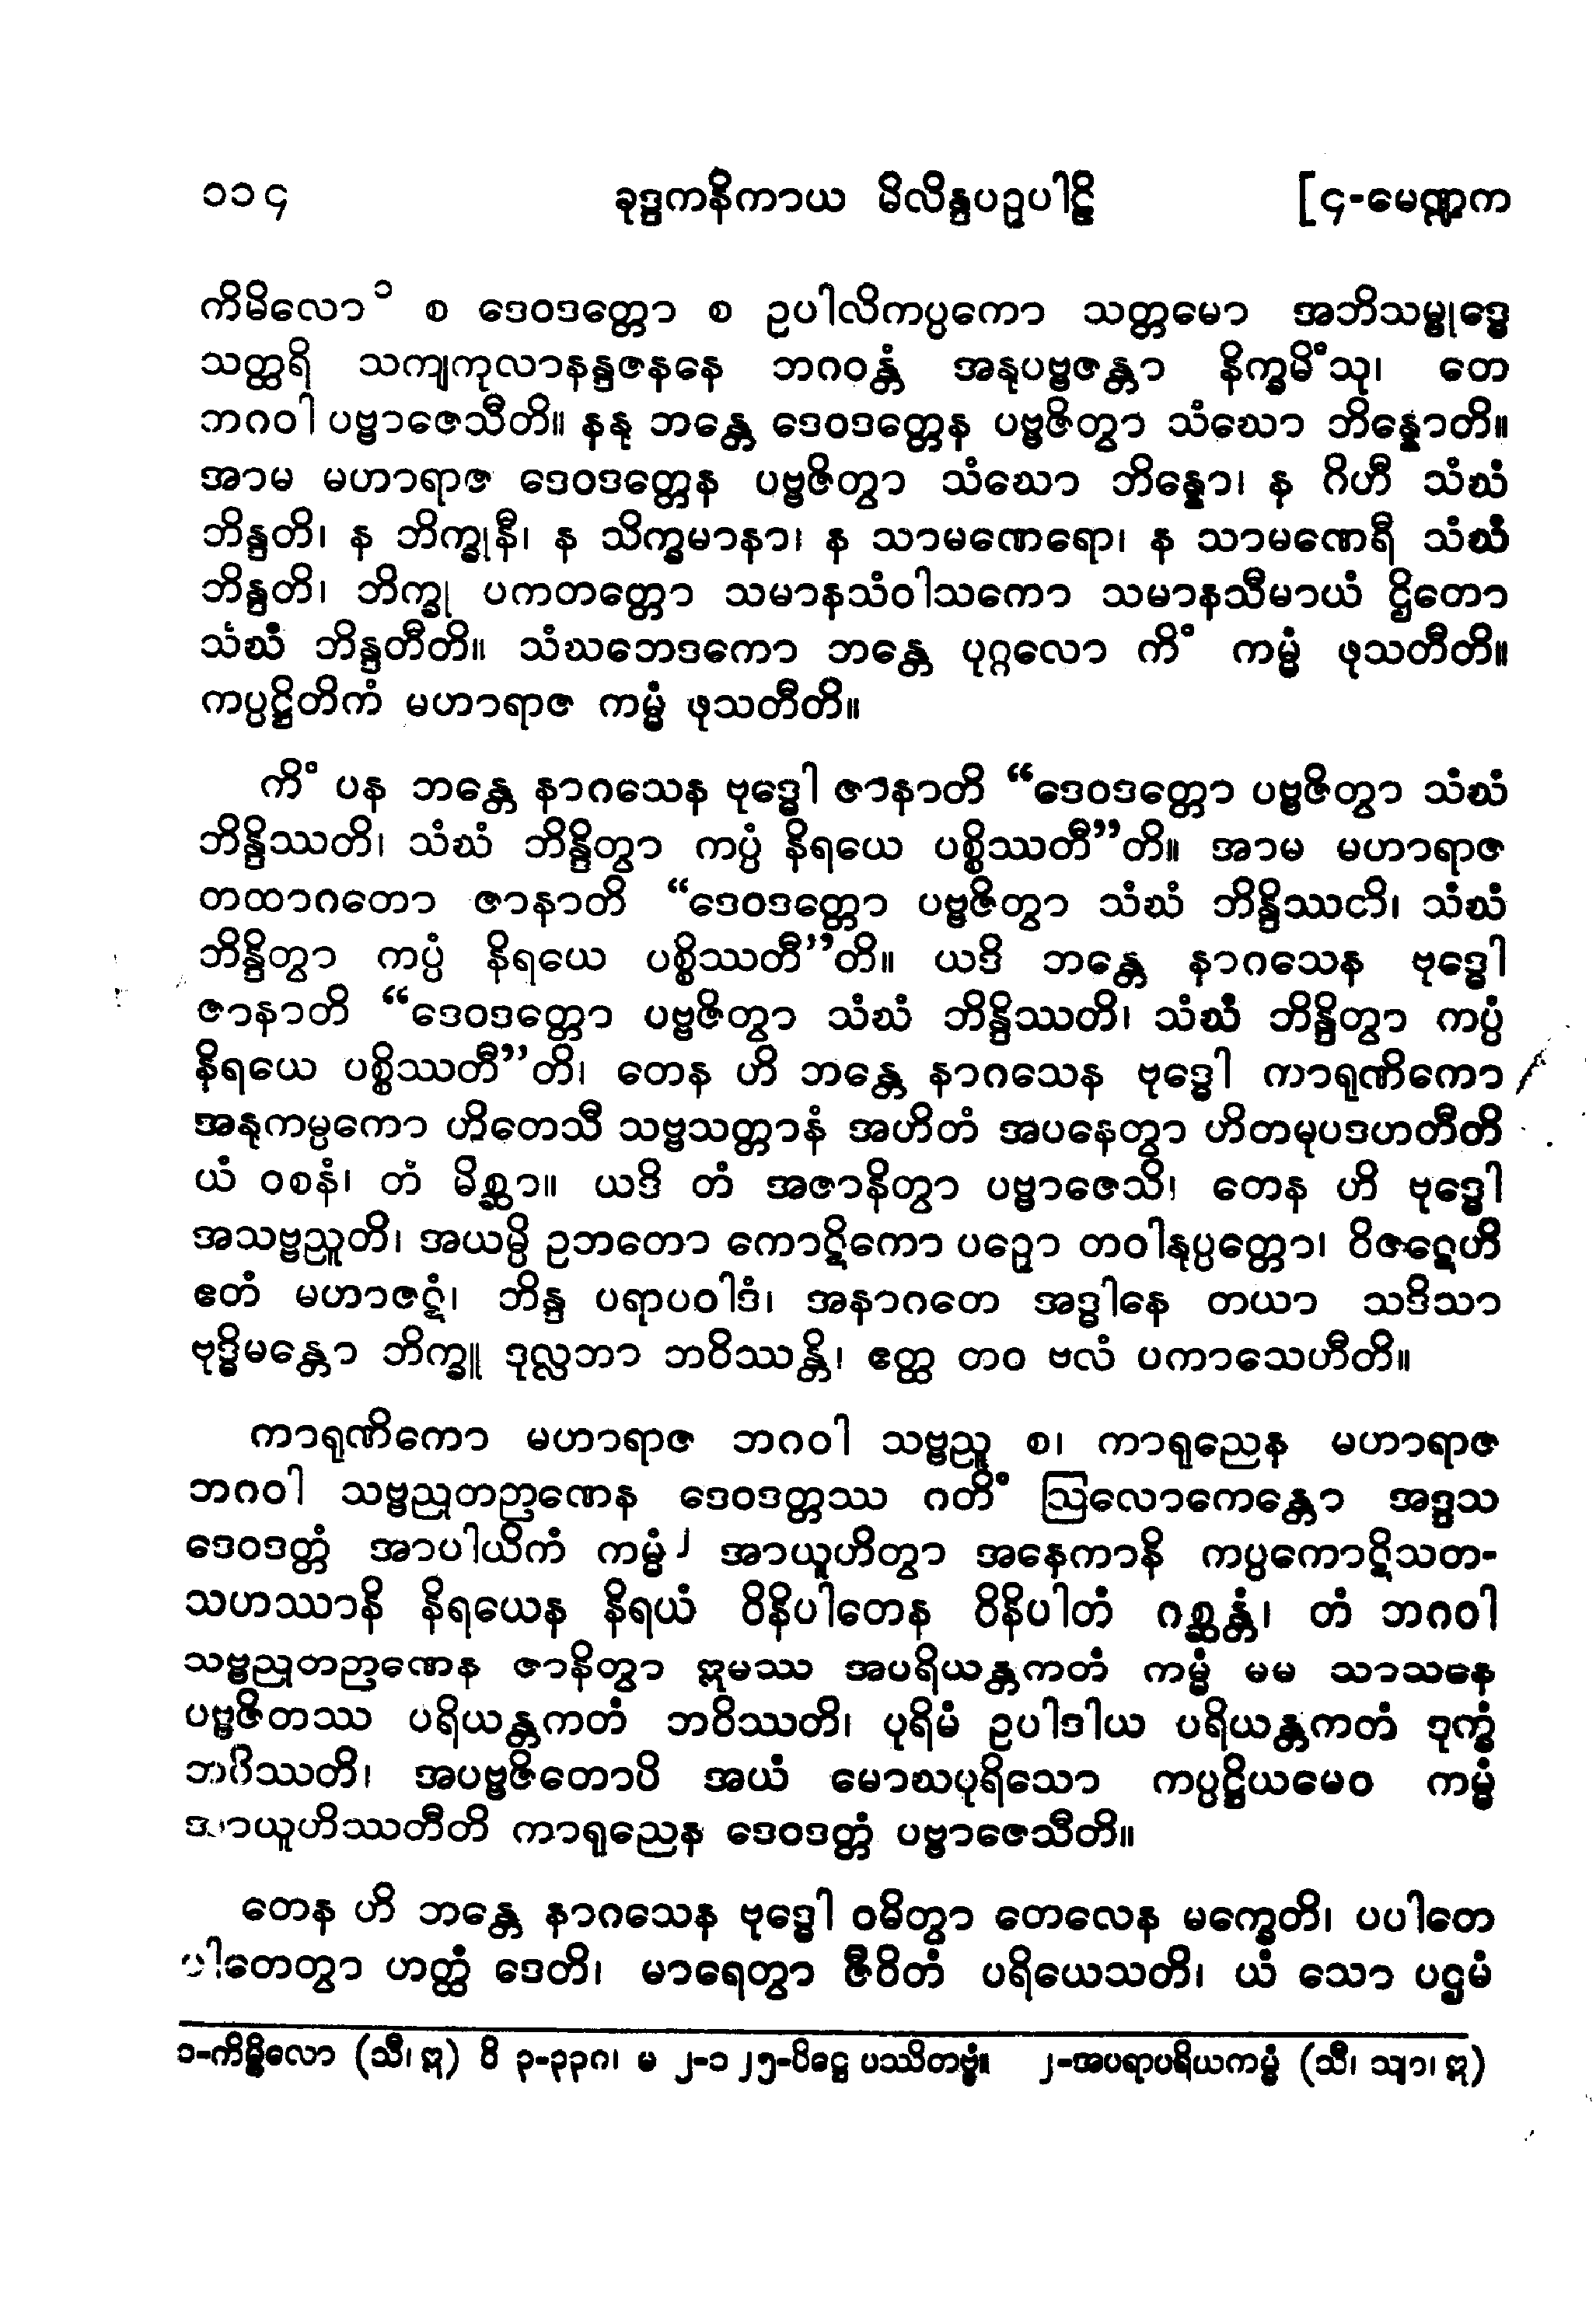 ၁၁၄ ခုဒ္ဒကနိကာယ မိလိန္ဒပဉှပါဠိ [၄-မေဏ္ဍက
ကိမိလော ၁ စ ဒေဝဒတ္တော စ ဥပါလိကပ္ပကော သတ္တမော အဘိသမ္ဗုဒ္ဓေ
သတ္ထရိ သကျကုလာနန္ဒဇနနေ ဘဂဝန္တံ အနုပဗ္ဗဇန္တာ နိက္ခမိံသု၊ တေ
ဘဂဝါ ပဗ္ဗာဇေသီတိ။ နနု ဘန္တေ ဒေဝဒတ္တေန ပဗ္ဗဇိတွာ သံဃော ဘိန္နောတိ။
အာမ မဟာရာဇ ဒေဝဒတ္တေန ပဗ္ဗဇိတွာ သံဃော ဘိန္နော၊ န ဂိဟီ သံဃံ
ဘိန္ဒတိ၊ န ဘိက္ခုနီ၊ န သိက္ခမာနာ၊ န သာမဏေရော၊ န သာမဏေရီ သံဃံ
ဘိန္ဒတိ၊ ဘိက္ခု ပကတတ္တော သမာနသံဝါသကော သမာနသီမာယံ ဌိတော
သံဃံ ဘိန္ဒတီတိ။ သံဃဘေဒကော ဘန္တေ ပုဂ္ဂလော ကိံ ကမ္မံ ဖုသတီတိ။
ကပ္ပဋ္ဌိတိကံ မဟာရာဇ ကမ္မံ ဖုသတီတိ။
ကိံ ပန ဘန္တေ နာဂသေန ဗုဒ္ဓေါ ဇာနာတိ “ဒေဝဒတ္တော ပဗ္ဗဇိတွာ သံဃံ
ဘိန္ဒိဿတိ၊ သံဃံ ဘိန္ဒိတွာ ကပ္ပံ နိရယေ ပစ္စိဿတီ”တိ။ အာမ မဟာရာဇ
တထာဂတော ဇာနာတိ “ဒေဝဒတ္တော ပဗ္ဗဇိတွာ သံဃံ ဘိန္ဒိဿတိ၊ သံဃံ
ဘိန္ဒိတွာ ကပ္ပံ နိရယေ ပစ္စိဿတီ”တိ။ ယဒိ ဘန္တေ နာဂသေန ဗုဒ္ဓေါ
ဇာနာတိ “ဒေဝဒတ္တော ပဗ္ဗဇိတွာ သံဃံ ဘိန္ဒိဿတိ၊ သံဃံ ဘိန္ဒိတွာ ကပ္ပံ
နိရယေ ပစ္စိဿတီ”တိ၊ တေန ဟိ ဘန္တေ နာဂသေန ဗုဒ္ဓေါ ကာရုဏိကော
အနုကမ္ပကော ဟိတေသီ သဗ္ဗသတ္တာနံ အဟိတံ အပနေတွာ ဟိတမုပဒဟတီတိ
ယံ ဝစနံ၊ တံ မိစ္ဆာ။ ယဒိ တံ အဇာနိတွာ ပဗ္ဗာဇေသိ၊ တေန ဟိ ဗုဒ္ဓေါ
အသဗ္ဗညူတိ၊ အယမ္ပိ ဥဘတော ကောဋိကော ပဉှော တဝါနုပ္ပတ္တော၊ ဝိဇဋေဟိ
ဧတံ မဟာဇဋံ၊ ဘိန္ဒ ပရာပဝါဒံ၊ အနာဂတေ အဒ္ဓါနေ တယာ သဒိသာ
ဗုဒ္ဓိမန္တော ဘိက္ခူ ဒုလ္လဘာ ဘဝိဿန္တိ၊ ဧတ္ထ တဝ ဗလံ ပကာသေဟီတိ။
ကာရုဏိကော မဟာရာဇ ဘဂဝါ သဗ္ဗညူ စ၊ ကာရုညေန မဟာရာဇ
ဘဂဝါ သဗ္ဗညုတဉာဏေန ဒေဝဒတ္တဿ ဂတိံ ဩလောကေန္တော အဒ္ဒသ
ဒေဝဒတ္တံ အာပါယိကံ ကမ္မံ ၂ အာယူဟိတွာ အနေကာနိ ကပ္ပကောဋိသတ-
သဟဿာနိ နိရယေန နိရယံ ဝိနိပါတေန ဝိနိပါတံ ဂစ္ဆန္တံ၊ တံ ဘဂဝါ
သဗ္ဗညုတဉာဏေန ဇာနိတွာ ဣမဿ အပရိယန္တကတံ ကမ္မံ မမ သာသနေ
ပဗ္ဗဇိတဿ ပရိယန္တကတံ ဘဝိဿတိ၊ ပုရိမံ ဥပါဒါယ ပရိယန္တကတံ ဒုက္ခံ
ဘဝိဿတိ၊ အပဗ္ဗဇိတောပိ အယံ မောဃပုရိသော ကပ္ပဋ္ဌိယမေဝ ကမ္မံ
အာယူဟိဿတီတိ ကာရုညေန ဒေဝဒတ္တံ ပဗ္ဗာဇေသီတိ။
တေန ဟိ ဘန္တေ နာဂသေန ဗုဒ္ဓေါ ဝမိတွာ တေလေန မက္ခေတိ၊ ပပါတေ
ပါတေတွာ ဟတ္ထံ ဒေတိ၊ မာရေတွာ ဇီဝိတံ ပရိယေသတိ၊ ယံ သော ပဌမံ
၁-ကိမ္ဗိလော (သီ၊ ဣ) ဝိ ၃-၃၃ဂ၊ မ ၂-၁၂၅-ပိဋ္ဌေ ပဿိတဗ္ဗံ။ ၂-အပရာပရိယကမ္မံ (သီ၊ သျာ၊ ဣ)